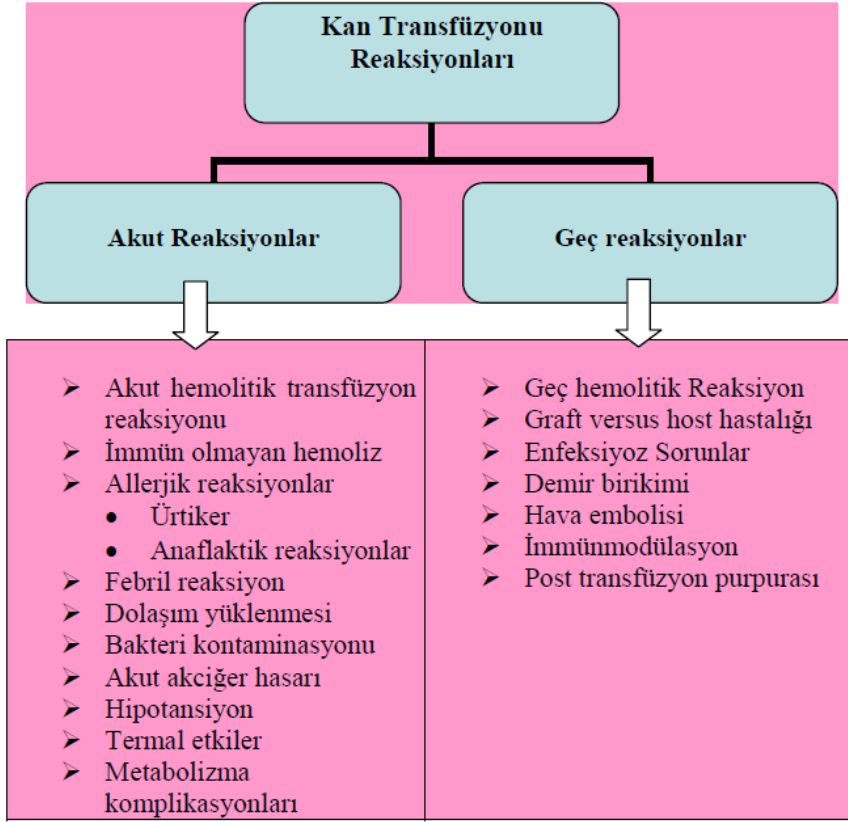 Kan Transfüzyonu
Reaksiyonları
Akut Reaksiyonlar
Geç reaksiyonlar
➢ Akut hemolitik transfüzyon
reaksiyonu
➢ İmmün olmayan hemoliz
➢ Allerjik reaksiyonlar
• Ürtiker
• Anaflaktik reaksiyonlar
➢ Febril reaksiyon
➢ Dolaşım yüklenmesi
➢ Bakteri kontaminasyonu
➢ Akut akciğer hasarı
➢ Hipotansiyon
➢ Termal etkiler
➢ Metabolizma
komplikasyonları
➢ Geç hemolitik Reaksiyon
➢ Graft versus host hastalığı
➢ Enfeksiyoz Sorunlar
➢ Demir birikimi
➢ Hava embolisi
➢ İmmünmodülasyon
➢ Post transfüzyon purpurası